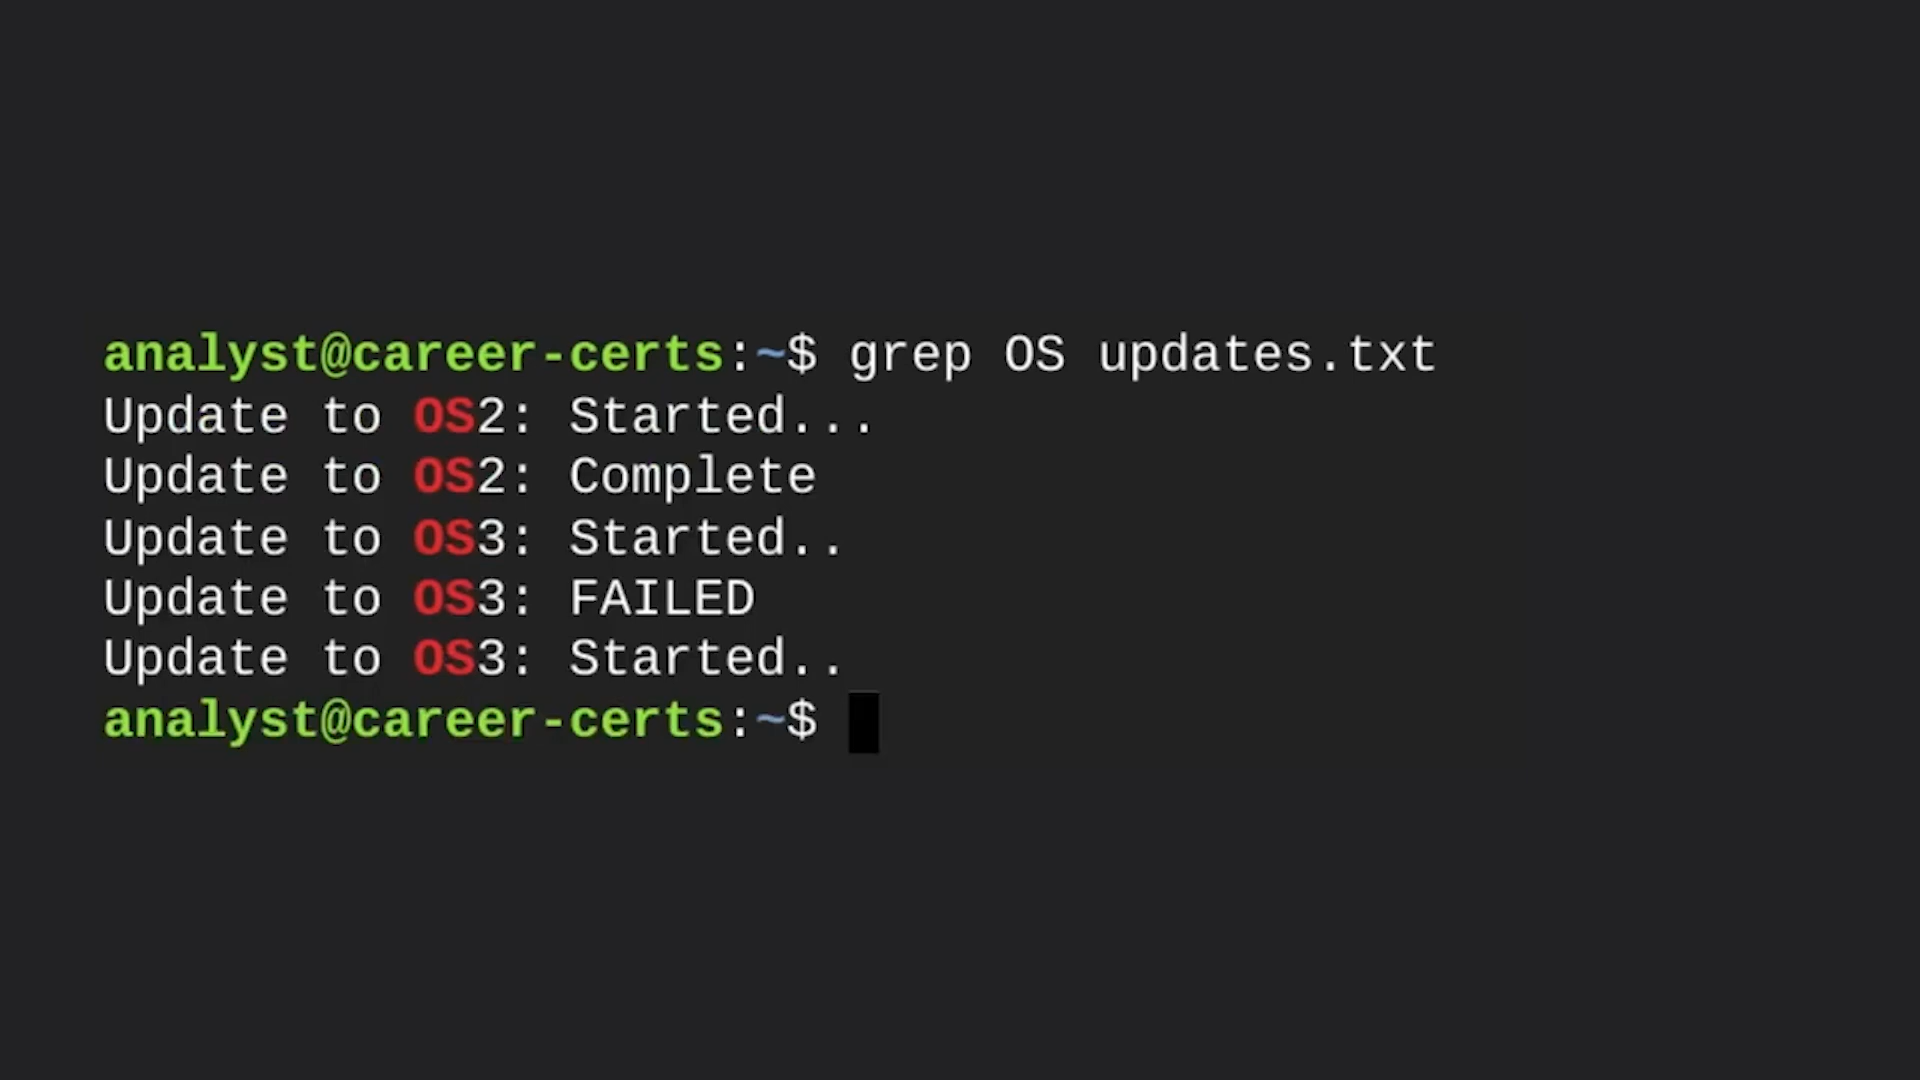 analyst@career-certs:~$ grep OS updates.txt
Update to OS2: Started...
Update to OS2: Complete
Update to OS3: Started..
Update to OS3: FAILED
Update to OS3: Started..
analyst@career-certs:~$